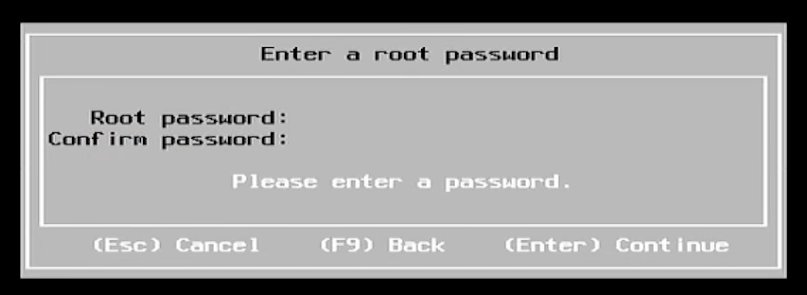 Enter a root password
Root password:
Confirm password:
Please enter a password.
(Esc) Cancel (F9) Back (Enter) Continue